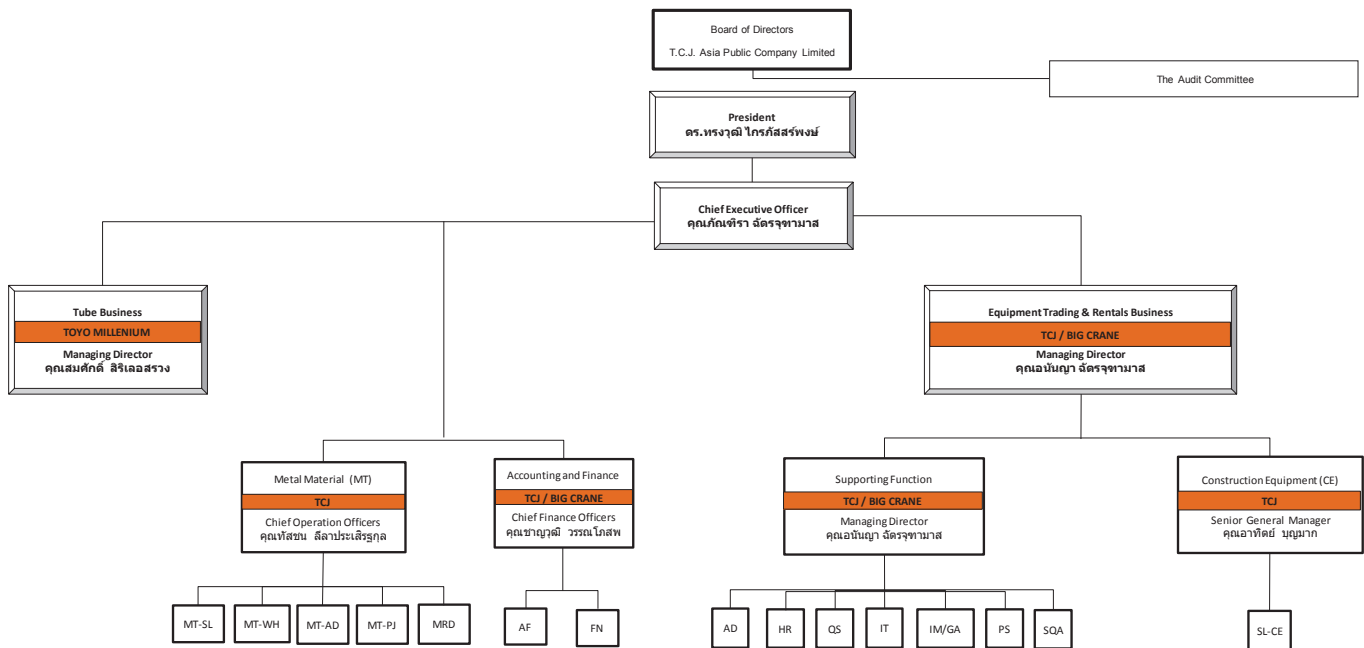 Board of Directors
T.C.J. Asia Public Company Limited
The Audit Committee
President
ดร.ทรงวุฒิ ไกรภัสสร์พงษ์
Chief Executive Officer
คุณภัณฑิรา ฉัตรจุฑามาส
Tube Business
TOYO MILLENIUM
Managing Director
คุณสมศักดิ์ สิริเลอสรวง
Equipment Trading & Rentals Business
TCJ / BIG CRANE
Managing Director
คุณอนันญา ฉัตรจุฑามาส
Metal Material (MT)
TCJ
Chief Operation Officers
คุณทัสชน ลีลาประเสิรฐกุล
Accounting and Finance
TCJ / BIG CRANE
Chief Finance Officers
คุณชาญวุฒิ วรรณโภสพ
Supporting Function
TCJ / BIG CRANE
Managing Director
คุณอนันญา ฉัตรจุฑามาส
Construction Equipment (CE)
TCJ
Senior General Manager
คุณอาทิตย์ บุญมาก
MT-SL
MT-WH
MT-AD
MT-PJ
MRD
AF
FN
AD
HR
QS
IT
IM/GA
PS
SQA
SL-CE